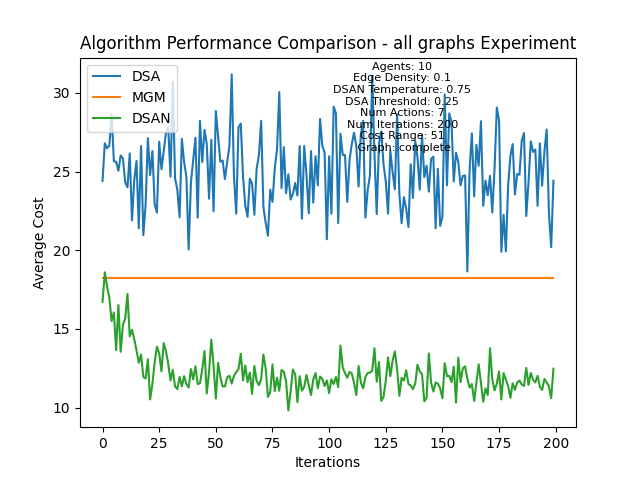 Algorithm Performance Comparison - all graphs Experiment
DSA
MGM
DSAN
Agents: 10
Edge Density: 0.1
DSAN Temperature: 0.75
DSA Threshold: 0.25
Num Actions: 7
Num Iterations: 200
Cost Range: 51
Graph: complete
Average Cost
30
25
20
15
10
0 25 50 75 100 125 150 175 200
Iterations